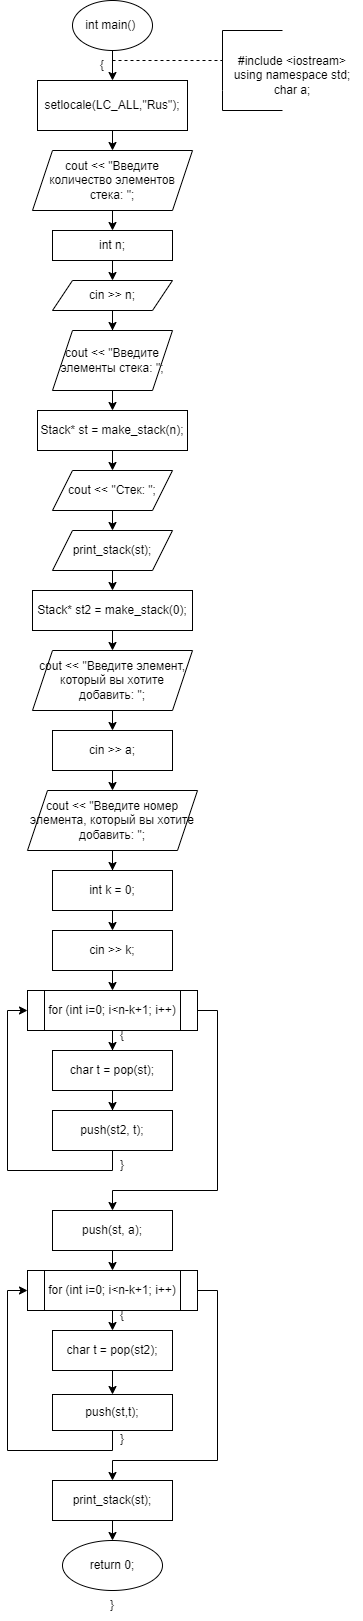 int main()
{
#include <iostream>
using namespace std;
char a;
setlocale(LC_ALL,"Rus");
cout << "Введите
количество элементов
стека: ";
int n;
cin >> n;
cout << "Введите
элементы стека: ";
Stack* st = make_stack(n);
cout << "Стек: ";
print_stack(st);
Stack* st2 = make_stack(0);
cout << "Введите элемент,
который вы хотите
добавить: ";
cin >> a;
cout << "Введите номер
элемента, который вы хотите
добавить: ";
int k = 0;
cin >> k;
for (int i=0; i<n-k+1; i++)
{
char t = pop(st);
push(st2, t);
}
push(st, a);
for (int i=0; i<n-k+1; i++)
{
char t = pop(st2);
push(st,t);
}
print_stack(st);
return 0;
}